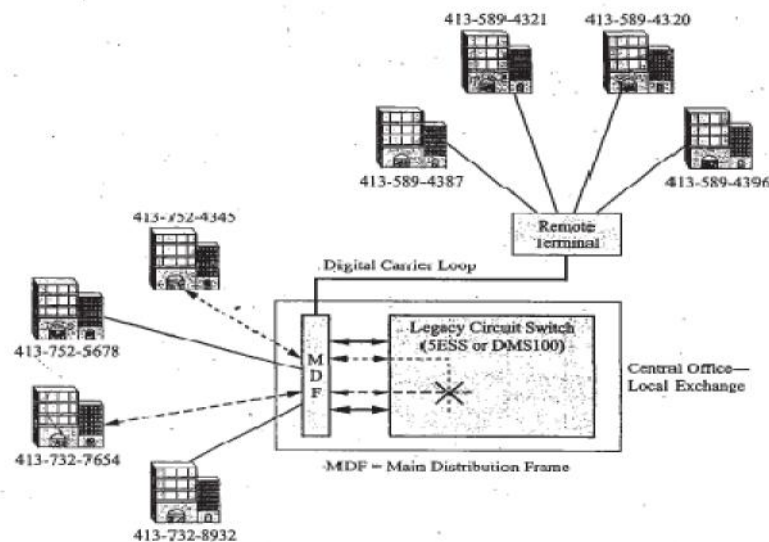 413-589-4321
413-589-4320
413-589-4387
413-589-4396
Remote
Terminal
413-752-4345
Digital Carrier Loop
413-752-5678
M
D
F
Legacy Circuit Switch
(5ESS or DMS100)
Central Office—
Local Exchange
413-732-7654
MDF = Main Distribution Frame
413-732-8932